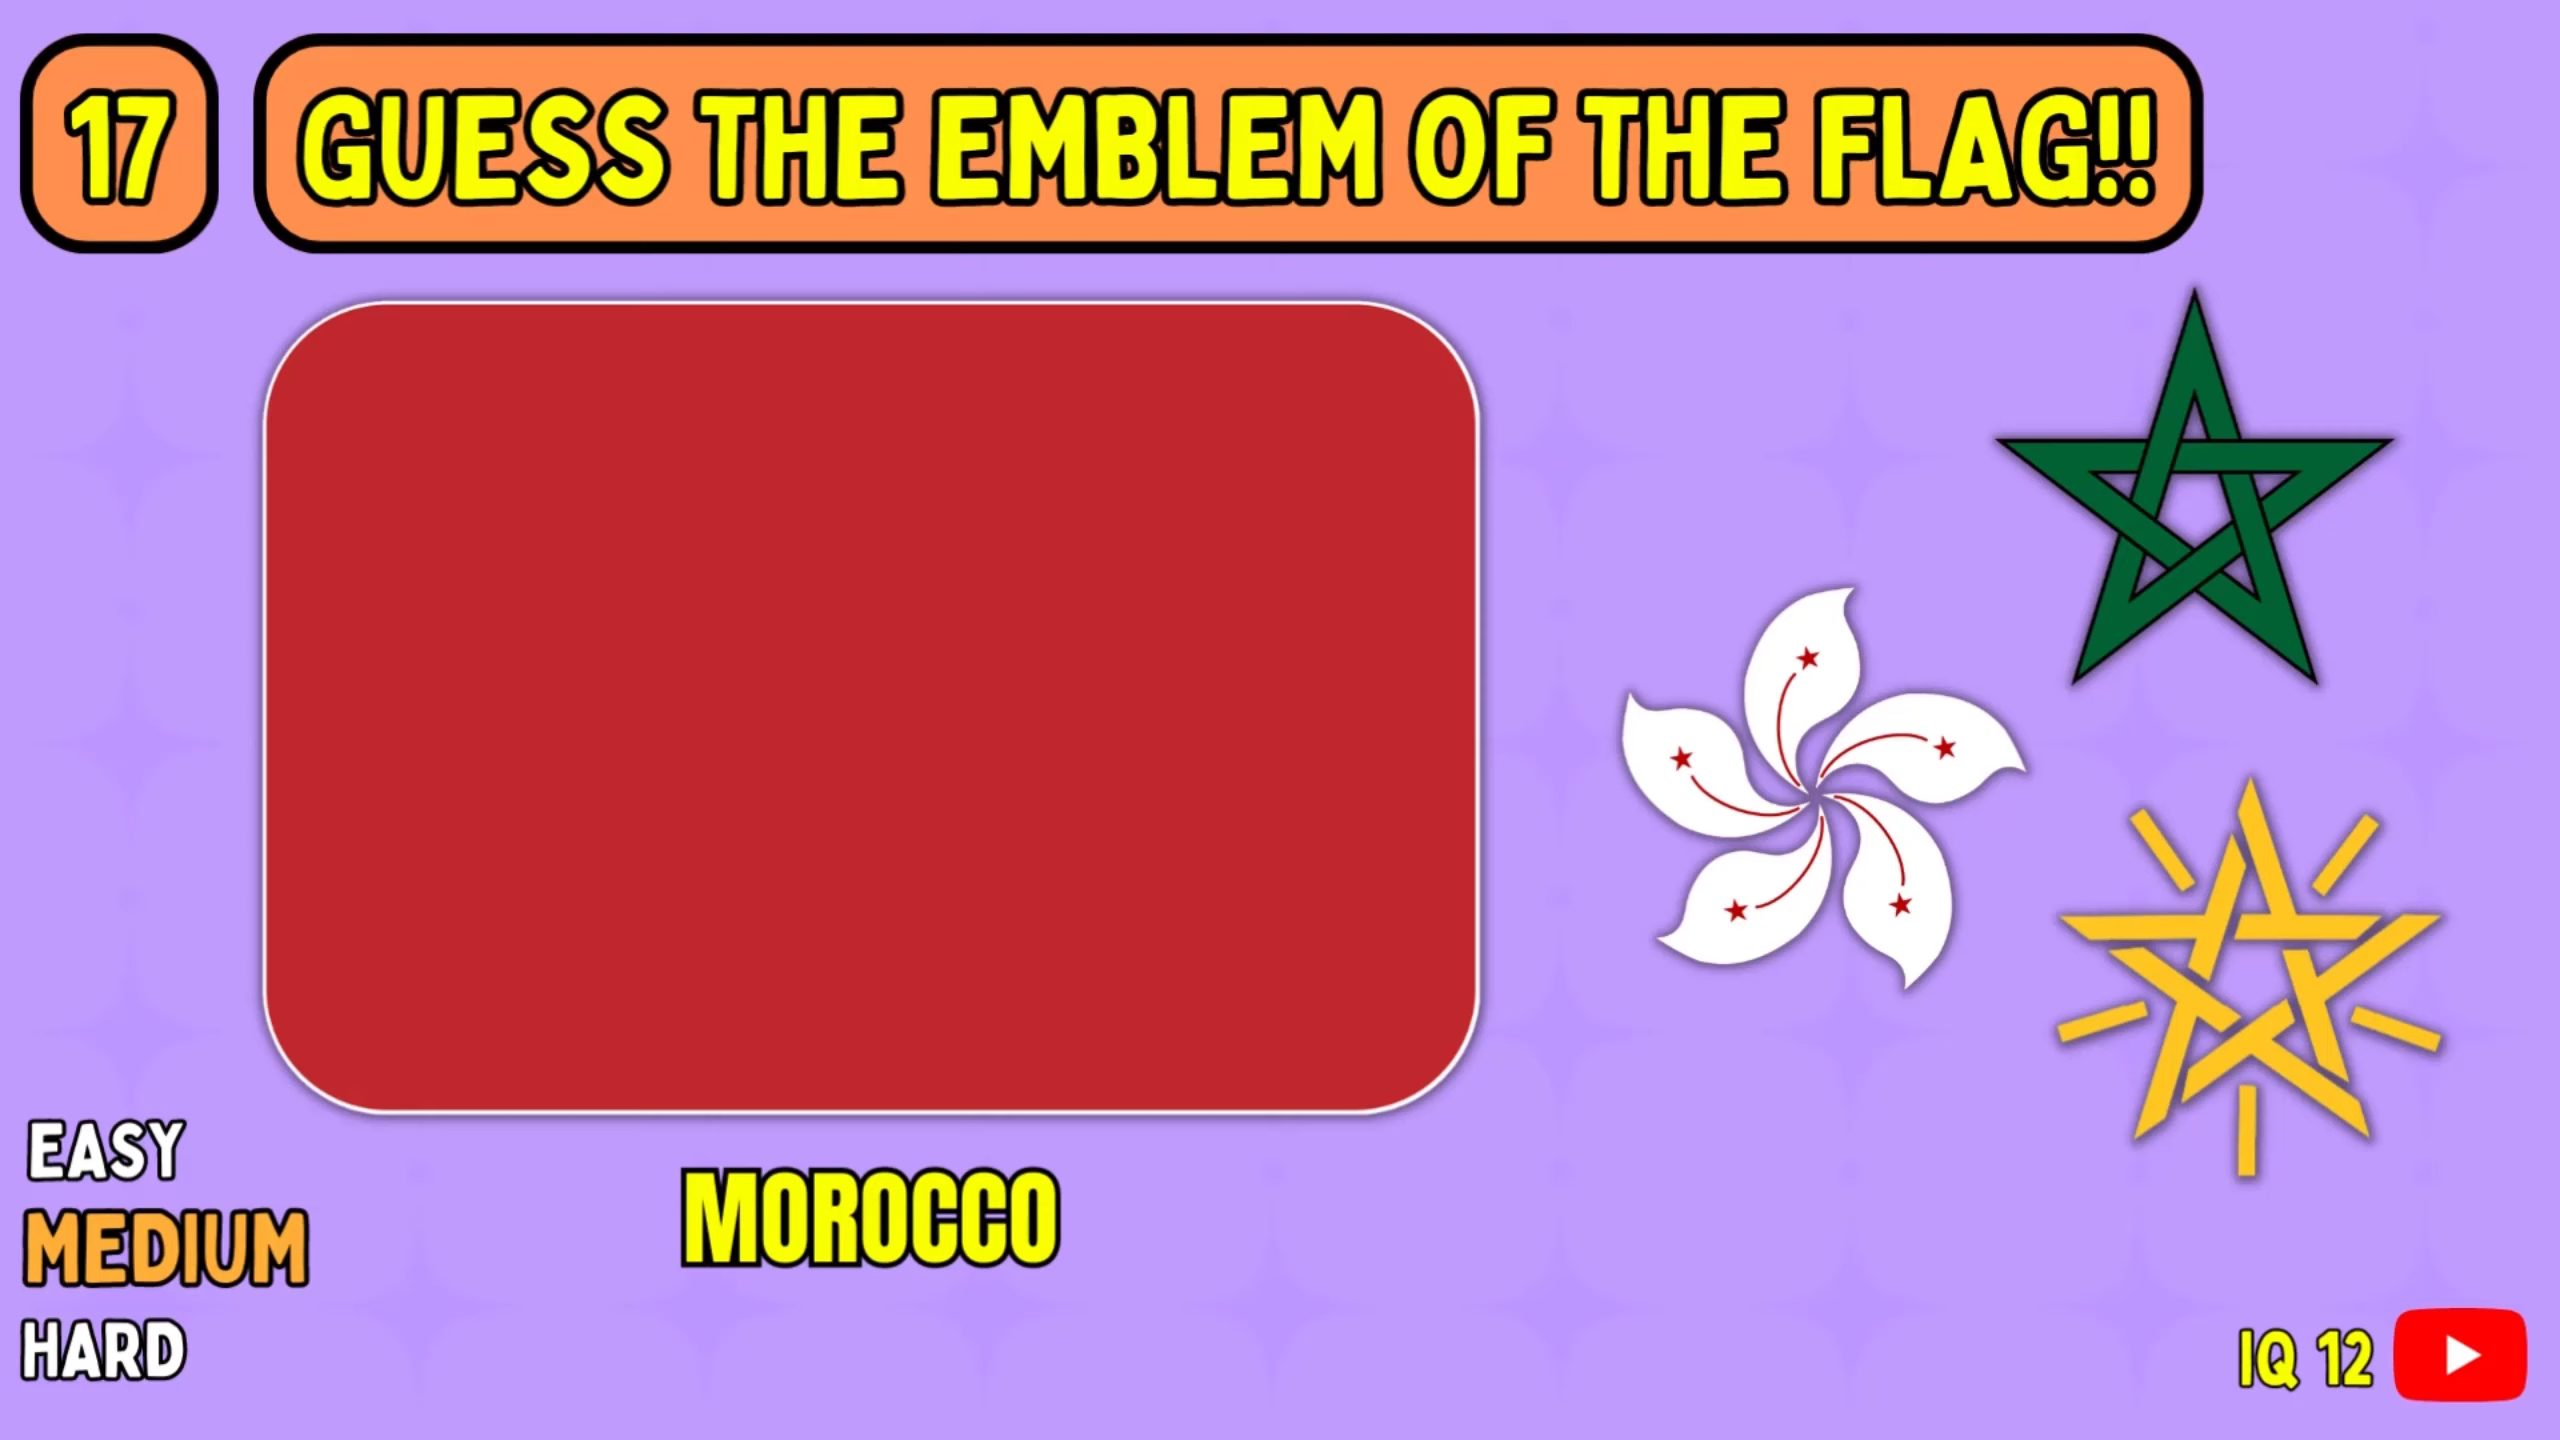 17
GUESS THE EMBLEM OF THE FLAG!!
EASY
MEDIUM
HARD
MOROCCO
IQ 12